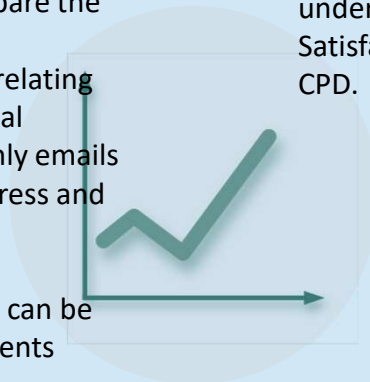 pare the
relating
al
nly emails
ress and
can be
ents
under
Satisfa
CPD.